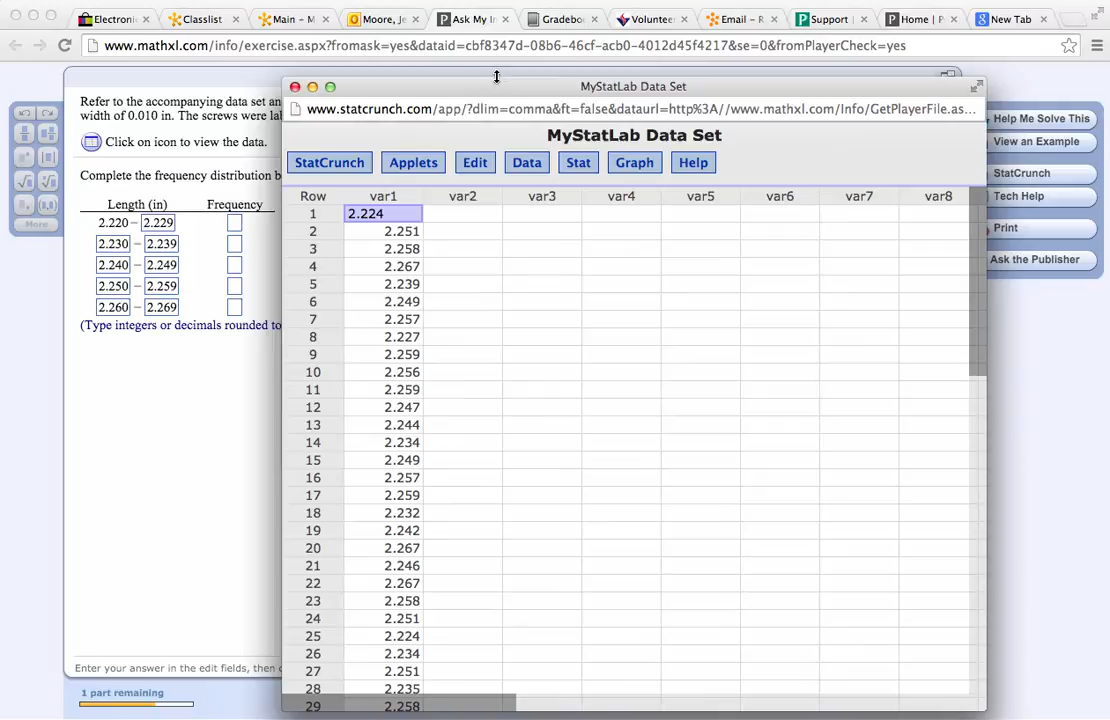 Electroni
Classlist
Main – M
Moore, Je
Ask My In
Gradeboo
Voluntee
Email – R
Support |
Home | P
New Tab
www.mathxl.com/info/exercise.aspx?fromask=yes&dataid=cbf8347d-08b6-46cf-acb0-4012d45f4217&se=0&fromPlayerCheck=yes
Refer to the accompanying data set an
width of 0.010 in. The screws were lab
Click on icon to view the data.
Complete the frequency distribution b
Length (in) Frequency
2.220 – 2.229
2.230 – 2.239
2.240 – 2.249
2.250 – 2.259
2.260 – 2.269
(Type integers or decimals rounded to
More
Enter your answer in the edit fields, then c
1 part remaining
MyStatLab Data Set
www.statcrunch.com/app/?dlim=comma&ft=false&dataurl=http%3A//www.mathxl.com/Info/GetPlayerFile.as...
MyStatLab Data Set
StatCrunch Applets Edit Data Stat Graph Help
Row var1 var2 var3 var4 var5 var6 var7 var8
1 2.224
2 2.251
3 2.258
4 2.267
5 2.239
6 2.249
7 2.257
8 2.227
9 2.259
10 2.256
11 2.259
12 2.247
13 2.244
14 2.234
15 2.249
16 2.257
17 2.259
18 2.232
19 2.242
20 2.267
21 2.246
22 2.267
23 2.258
24 2.251
25 2.224
26 2.234
27 2.251
28 2.235
29 2.258
Help Me Solve This
View an Example
StatCrunch
Tech Help
Print
Ask the Publisher